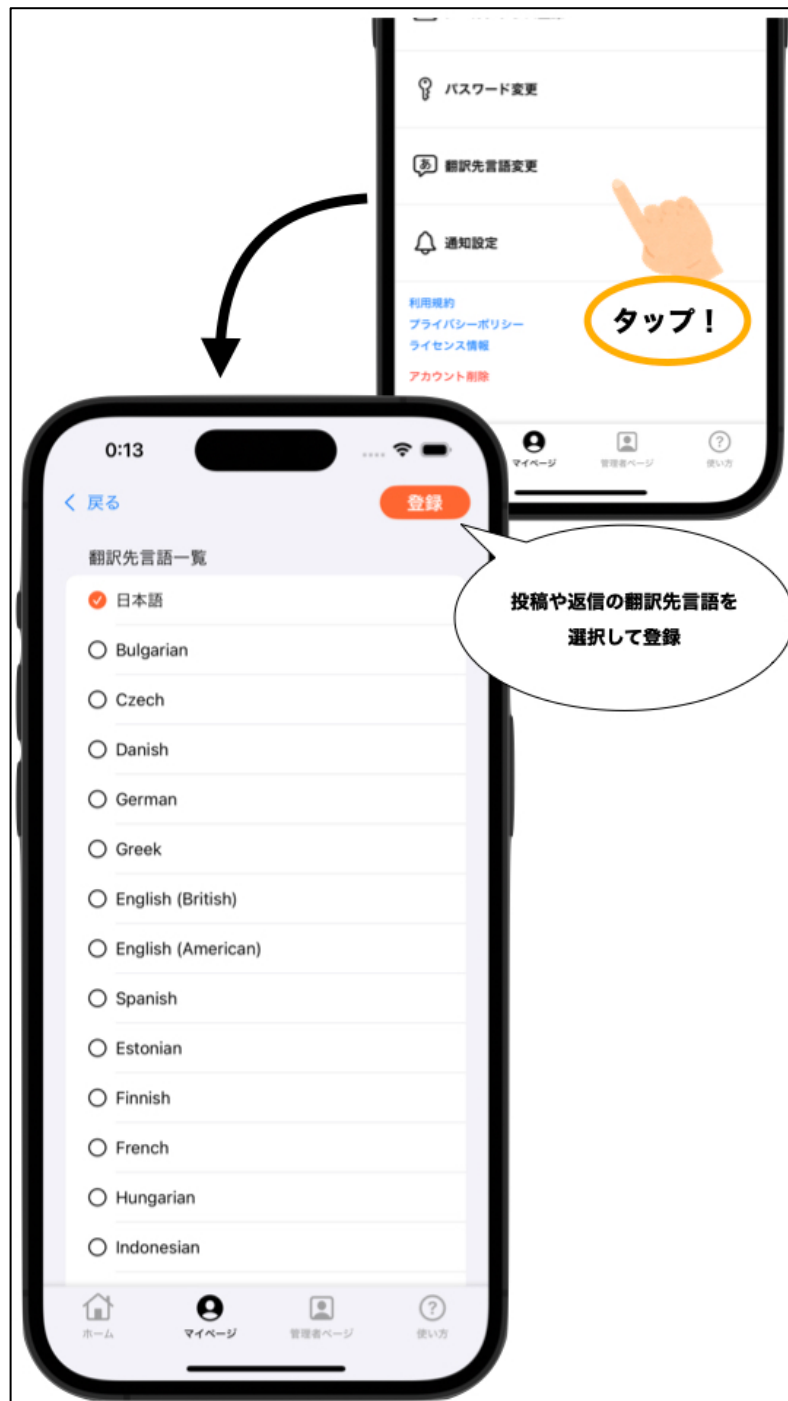 パスワード変更
翻訳先言語変更
通知設定
利用規約
プライバシーポリシー
ライセンス情報
アカウント削除
タップ！
マイページ
管理者ページ
使い方
0:13
戻る
登録
翻訳先言語一覧
日本語
Bulgarian
Czech
Danish
German
Greek
English (British)
English (American)
Spanish
Estonian
Finnish
French
Hungarian
Indonesian
ホーム
マイページ
管理者ページ
使い方
投稿や返信の翻訳先言語を
選択して登録